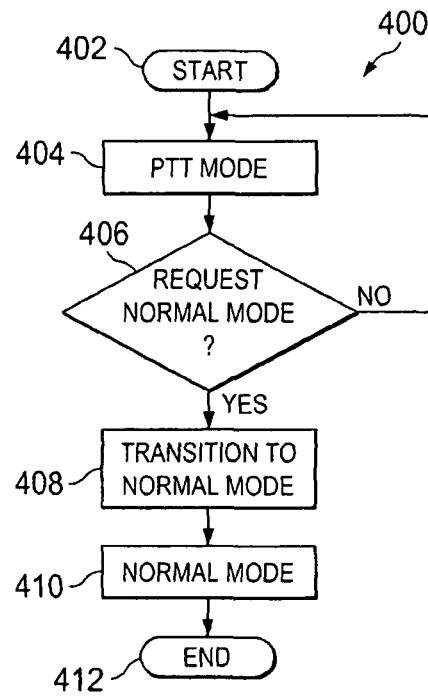 402
START
400
404
PTT MODE
406
REQUEST
NORMAL MODE
?
NO
YES
408
TRANSITION TO
NORMAL MODE
410
NORMAL MODE
412
END